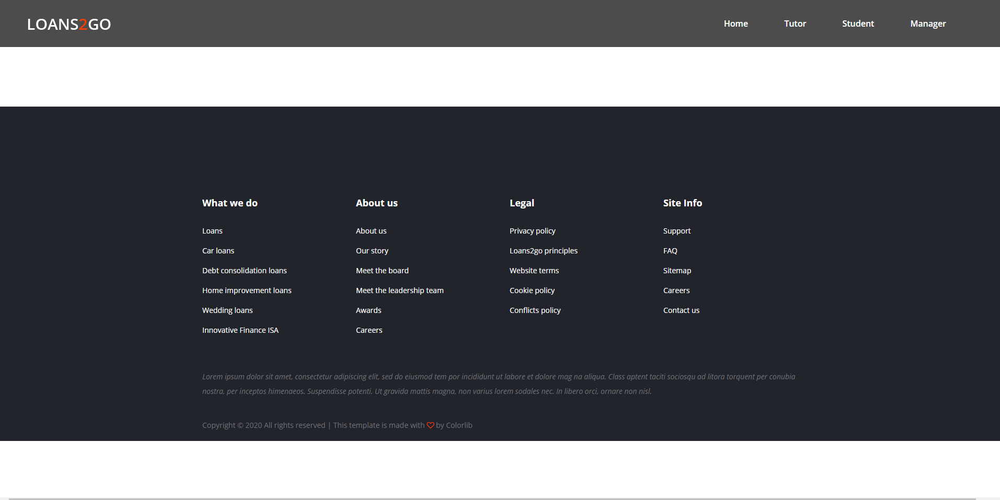 LOANS2GO
Home Tutor Student Manager
What we do
Loans
Car loans
Debt consolidation loans
Home improvement loans
Wedding loans
Innovative Finance ISA
About us
About us
Our story
Meet the board
Meet the leadership team
Awards
Careers
Legal
Privacy policy
Loans2go principles
Website terms
Cookie policy
Conflicts policy
Site Info
Support
FAQ
Sitemap
Careers
Contact us
Lorem ipsum dolor sit amet, consectetur adipiscing elit, sed do eiusmod tem por incididunt ut labore et dolore mag na aliqua. Class aptent taciti sociosqu ad litora torquent per conubia
nostra, per inceptos himenaeos. Suspendisse potenti. Ut gravida mattis magna, non varius lorem sodales nec. In libero orci, ornare non nisl.
Copyright © 2020 All rights reserved | This template is made with ♡ by Colorlib